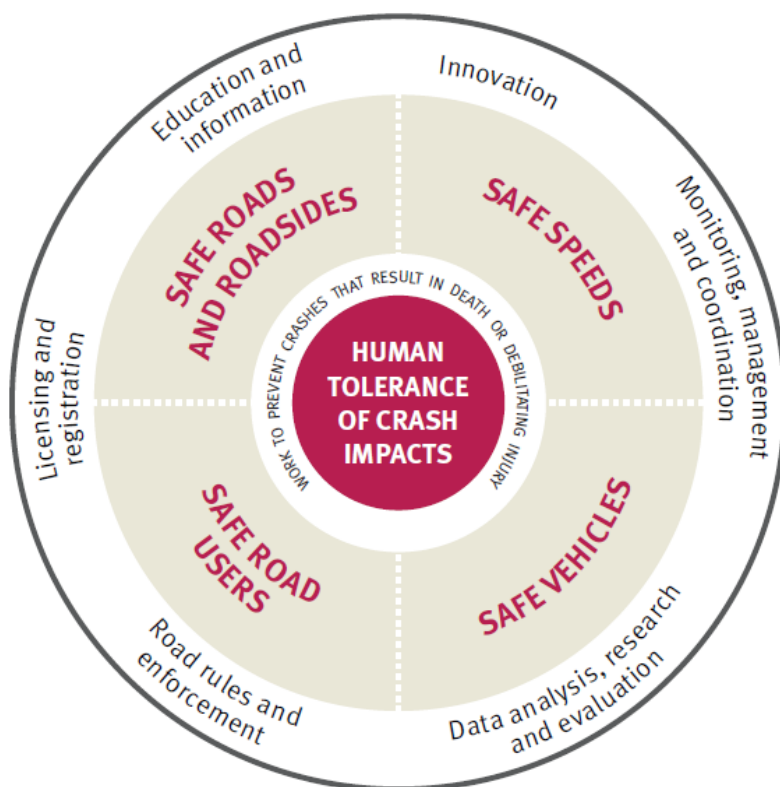 Education and
information
Innovation
Monitoring, management
and coordination
Data analysis, research
and evaluation
Road rules and
enforcement
Licensing and
registration
SAFE ROADS
AND ROADSIDES
SAFE SPEEDS
SAFE VEHICLES
SAFE ROAD
USERS
WORK TO PREVENT CRASHES THAT RESULT IN DEATH OR DEBILITATING INJURY
HUMAN
TOLERANCE
OF CRASH
IMPACTS